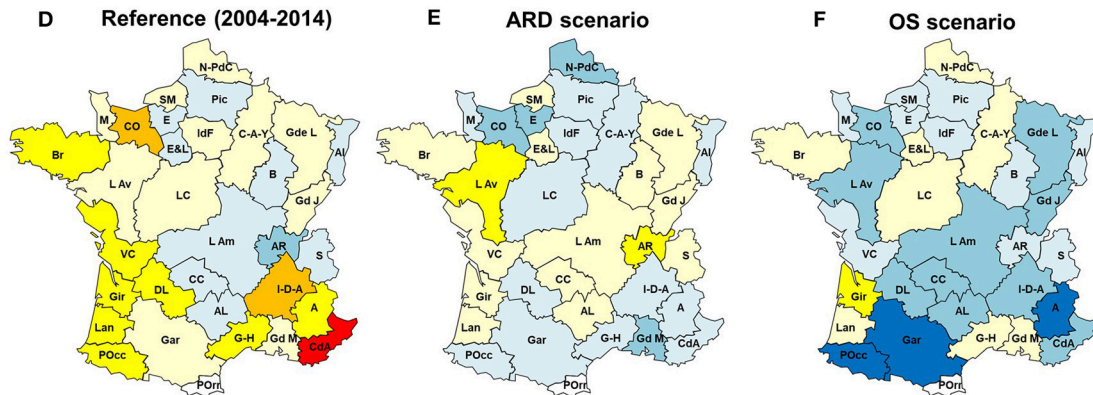 D Reference (2004-2014)
N-PdC
SM
Pic
M
CO
E
IdF
C-A-Y
Gde L
Al
E&L
Br
L Av
LC
B
Gd J
L Am
AR
S
VC
CC
DL
I-D-A
Gir
AL
A
Lan
G-H
Gd M
CdA
Gar
POcc
POrr
E ARD scenario
N-PdC
SM
Pic
M
CO
E
IdF
C-A-Y
Gde L
Al
E&L
Br
L Av
LC
B
Gd J
L Am
AR
S
VC
CC
DL
I-D-A
Gir
AL
A
Lan
G-H
Gd M
CdA
Gar
POcc
POrr
F OS scenario
N-PdC
SM
Pic
M
CO
E
IdF
C-A-Y
Gde L
Al
E&L
Br
L Av
LC
B
Gd J
L Am
AR
S
VC
CC
DL
I-D-A
Gir
AL
A
Lan
G-H
Gd M
CdA
Gar
POcc
POrr